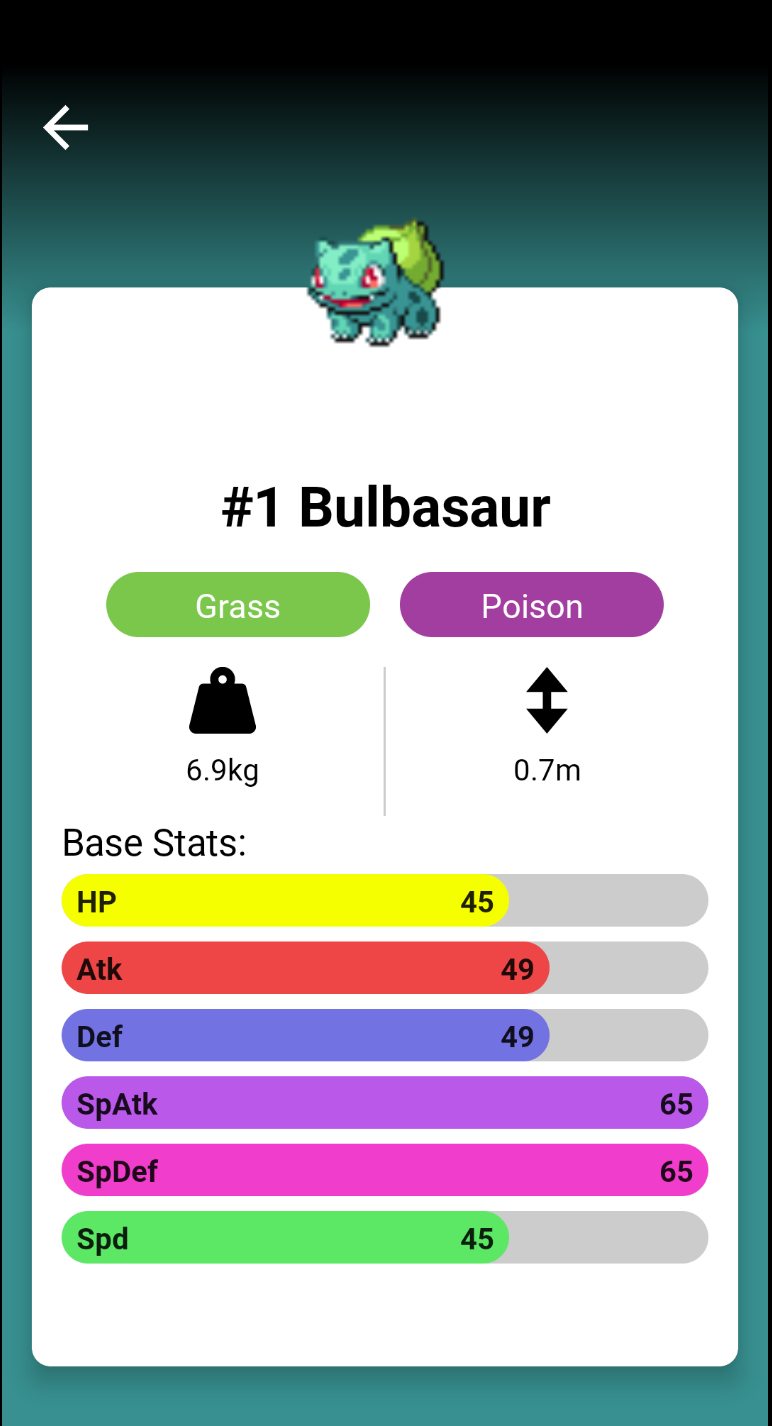 #1 Bulbasaur
Grass Poison
6.9kg 0.7m
Base Stats:
HP 45
Atk 49
Def 49
SpAtk 65
SpDef 65
Spd 45